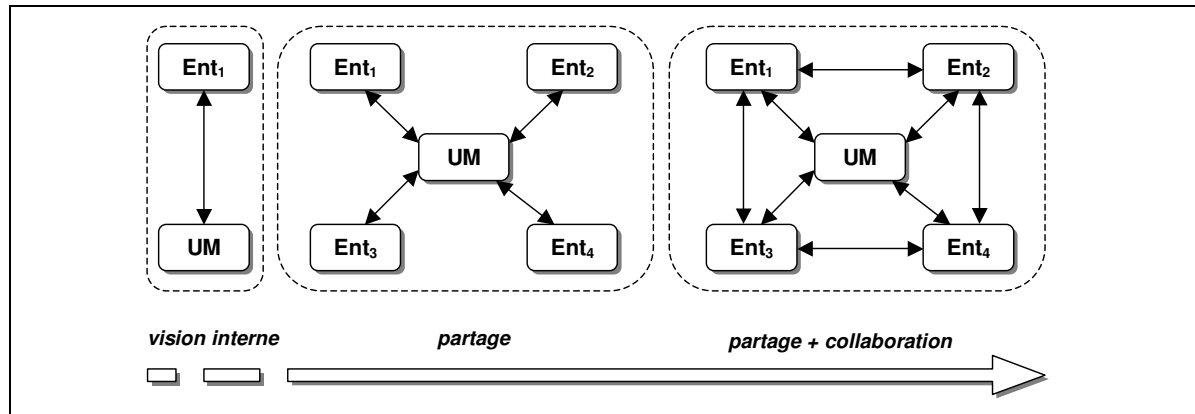 Ent₁ Ent₁ Ent₂ Ent₁ Ent₂
UM UM
UM Ent₃ Ent₄ Ent₃ Ent₄
vision interne partage partage + collaboration